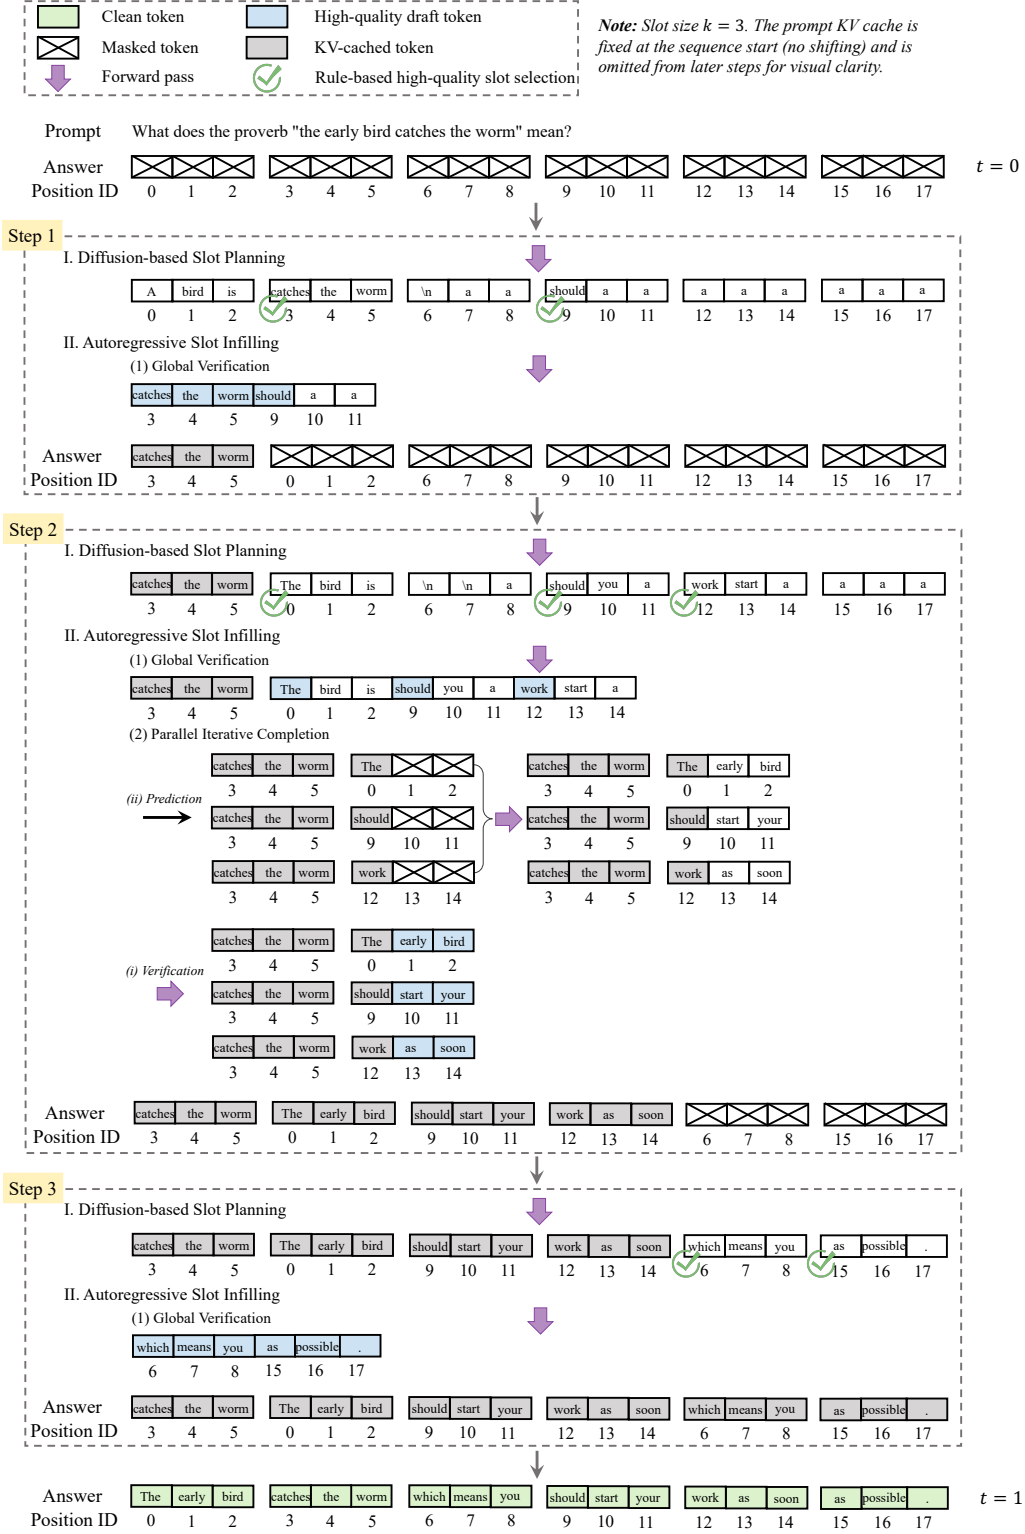 Clean token High-quality draft token
Masked token KV-cached token
Forward pass Rule-based high-quality slot selection
Note: Slot size k = 3. The prompt KV cache is
fixed at the sequence start (no shifting) and is
omitted from later steps for visual clarity.
Prompt What does the proverb "the early bird catches the worm" mean?
Answer t = 0
Position ID 0 1 2 3 4 5 6 7 8 9 10 11 12 13 14 15 16 17
Step 1
I. Diffusion-based Slot Planning
A bird is catches the worm \n a a should a a a a a a a a
0 1 2 3 4 5 6 7 8 9 10 11 12 13 14 15 16 17
II. Autoregressive Slot Infilling
(1) Global Verification
catches the worm should a a
3 4 5 9 10 11
Answer catches the worm
Position ID 3 4 5 0 1 2 6 7 8 9 10 11 12 13 14 15 16 17
Step 2
I. Diffusion-based Slot Planning
catches the worm The bird is \n \n a should you a work start a a a a
3 4 5 0 1 2 6 7 8 9 10 11 12 13 14 15 16 17
II. Autoregressive Slot Infilling
(1) Global Verification
catches the worm The bird is should you a work start a
3 4 5 0 1 2 9 10 11 12 13 14
(2) Parallel Iterative Completion
catches the worm The catches the worm The early bird
3 4 5 0 1 2 3 4 5 0 1 2
(ii) Prediction
catches the worm should catches the worm should start your
3 4 5 9 10 11 3 4 5 9 10 11
catches the worm work catches the worm work as soon
3 4 5 12 13 14 3 4 5 12 13 14
catches the worm The early bird
3 4 5 0 1 2
(i) Verification
catches the worm should start your
3 4 5 9 10 11
catches the worm work as soon
3 4 5 12 13 14
Answer catches the worm The early bird should start your work as soon
Position ID 3 4 5 0 1 2 9 10 11 12 13 14 6 7 8 15 16 17
Step 3
I. Diffusion-based Slot Planning
catches the worm The early bird should start your work as soon which means you as possible .
3 4 5 0 1 2 9 10 11 12 13 14 6 7 8 15 16 17
II. Autoregressive Slot Infilling
(1) Global Verification
which means you as possible .
6 7 8 15 16 17
Answer catches the worm The early bird should start your work as soon which means you as possible .
Position ID 3 4 5 0 1 2 9 10 11 12 13 14 6 7 8 15 16 17
Answer The early bird catches the worm which means you should start your work as soon as possible . t = 1
Position ID 0 1 2 3 4 5 6 7 8 9 10 11 12 13 14 15 16 17